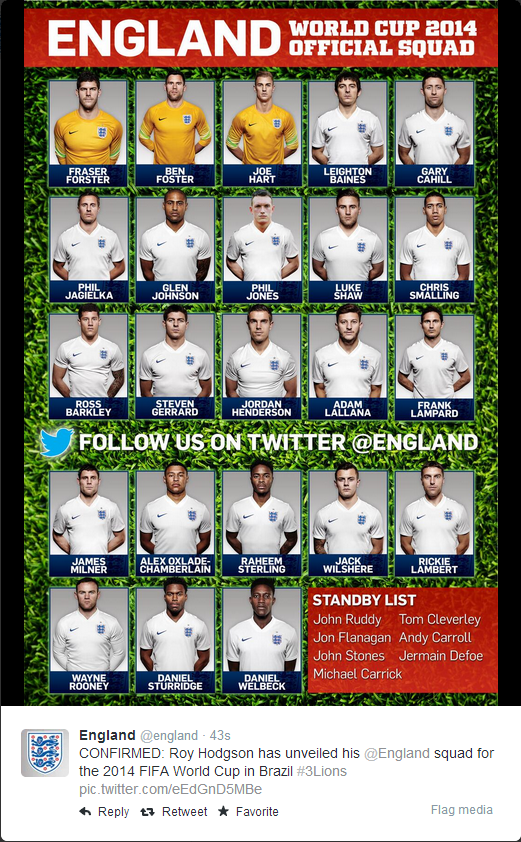 ENGLAND WORLD CUP 2014
OFFICIAL SQUAD
FRASER
FORSTER
BEN
FOSTER
JOE
HART
LEIGHTON
BAINES
GARY
CAHILL
PHIL
JAGIELKA
GLEN
JOHNSON
PHIL
JONES
LUKE
SHAW
CHRIS
SMALLING
ROSS
BARKLEY
STEVEN
GERRARD
JORDAN
HENDERSON
ADAM
LALLANA
FRANK
LAMPARD
FOLLOW US ON TWITTER @ENGLAND
JAMES
MILNER
ALEX OXLADE-
CHAMBERLAIN
RAHEEM
STERLING
JACK
WILSHERE
RICKIE
LAMBERT
WAYNE
ROONEY
DANIEL
STURRIDGE
DANIEL
WELBECK
STANDBY LIST
John Ruddy Tom Cleverley
Jon Flanagan Andy Carroll
John Stones Jermain Defoe
Michael Carrick
England @england · 43s
CONFIRMED: Roy Hodgson has unveiled his @England squad for
the 2014 FIFA World Cup in Brazil #3Lions
pic.twitter.com/eEdGnD5MBe
Reply Retweet Favorite Flag media